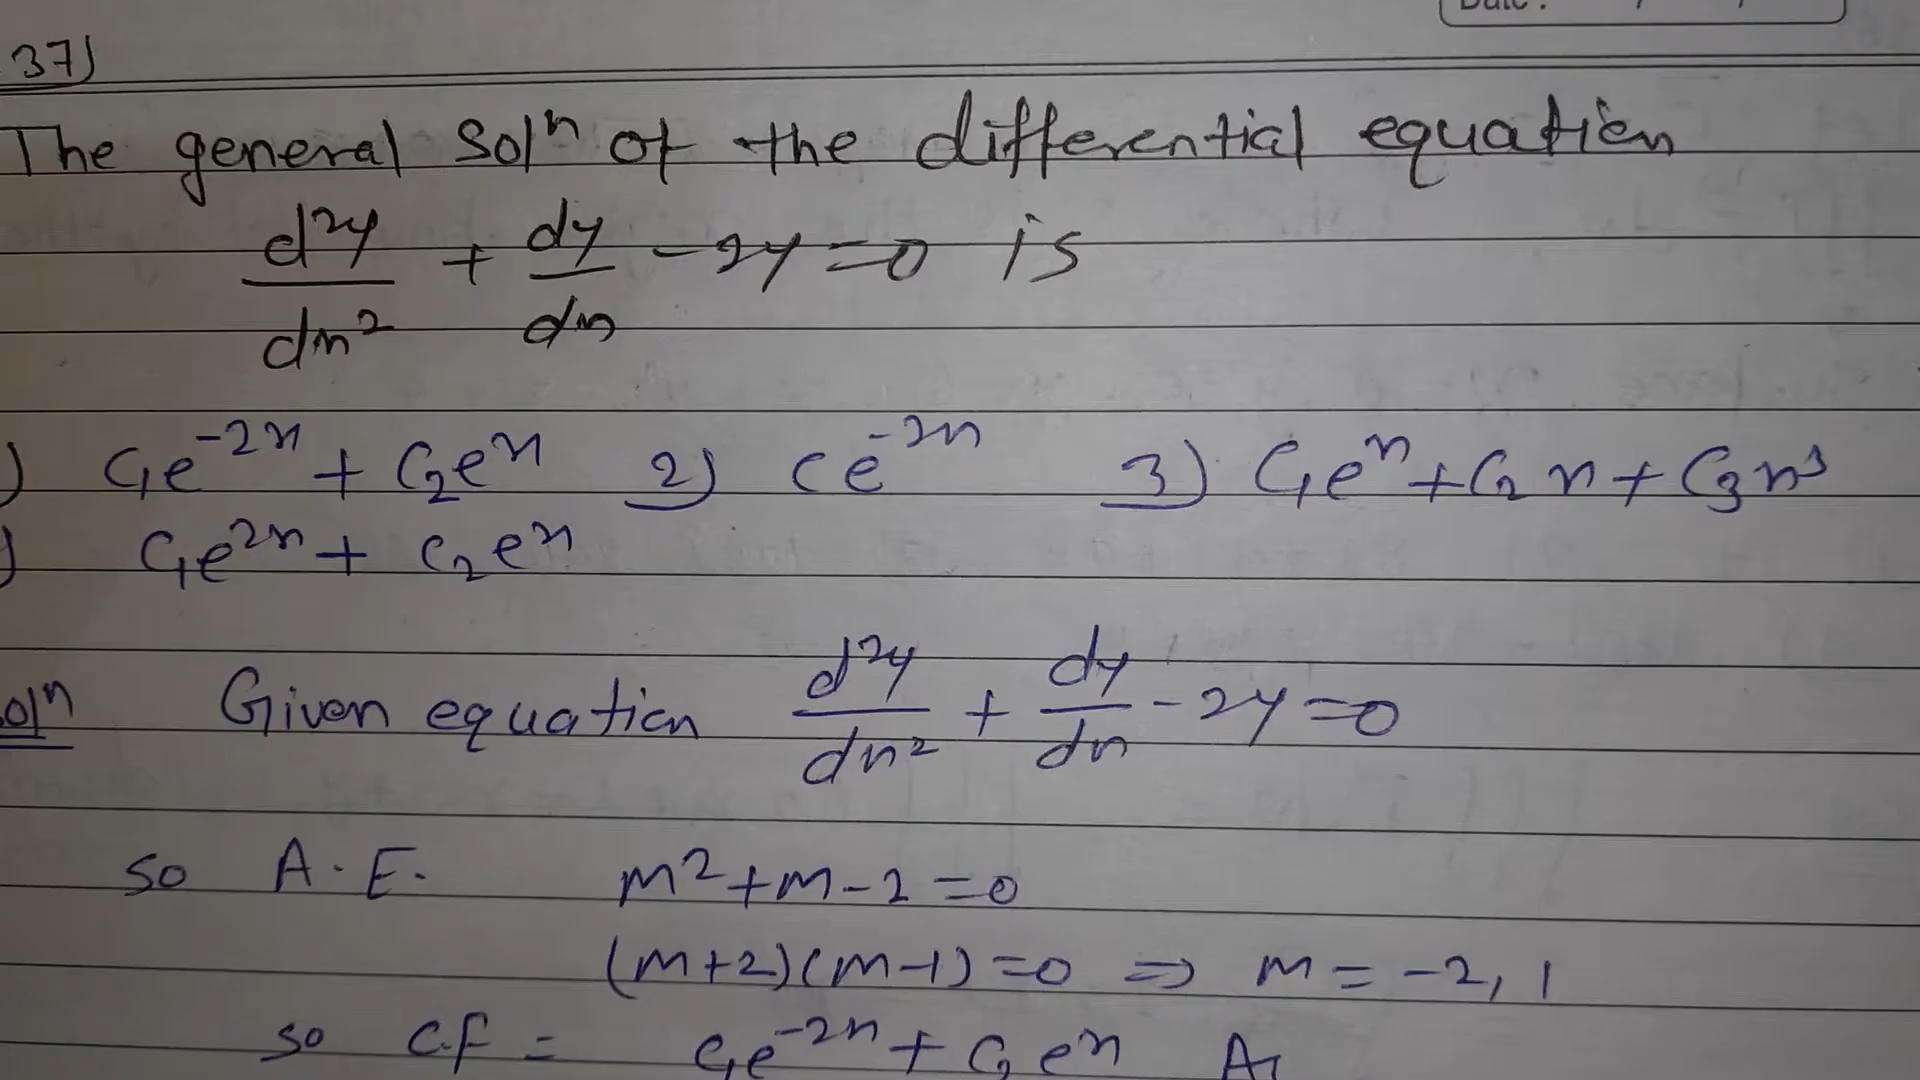 Date :
37)
The general Solⁿ of the differential equation
d²y/dx² + dy/dx - 2y = 0 is
) C₁e⁻²ˣ + C₂eˣ 2) Ce⁻²ˣ 3) C₁eˣ + C₂x + C₃x³
) C₁e²ˣ + C₂eˣ
olⁿ Given equation d²y/dx² + dy/dx - 2y = 0
so A.E. m² + m - 2 = 0
(m+2)(m-1) = 0 ⇒ m = -2, 1
so C.F = C₁e⁻²ˣ + C₂eˣ